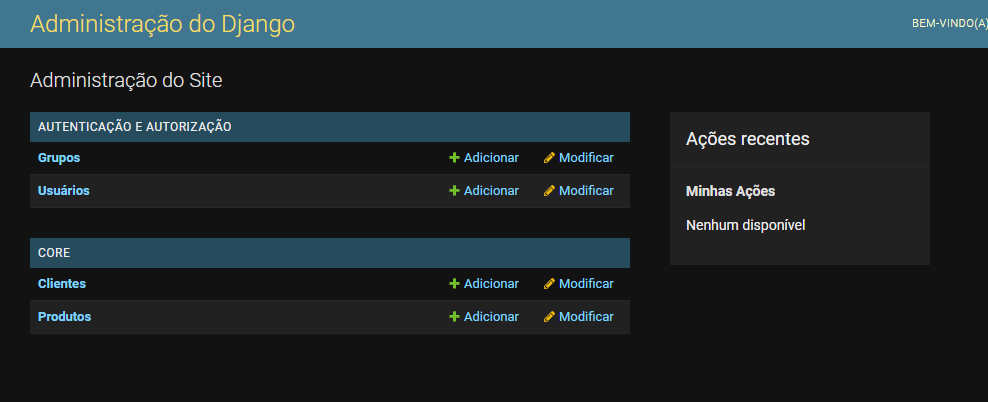 Administração do Django
BEM-VINDO(A)
Administração do Site
AUTENTICAÇÃO E AUTORIZAÇÃO
Grupos Adicionar Modificar
Usuários Adicionar Modificar
CORE
Clientes Adicionar Modificar
Produtos Adicionar Modificar
Ações recentes
Minhas Ações
Nenhum disponível